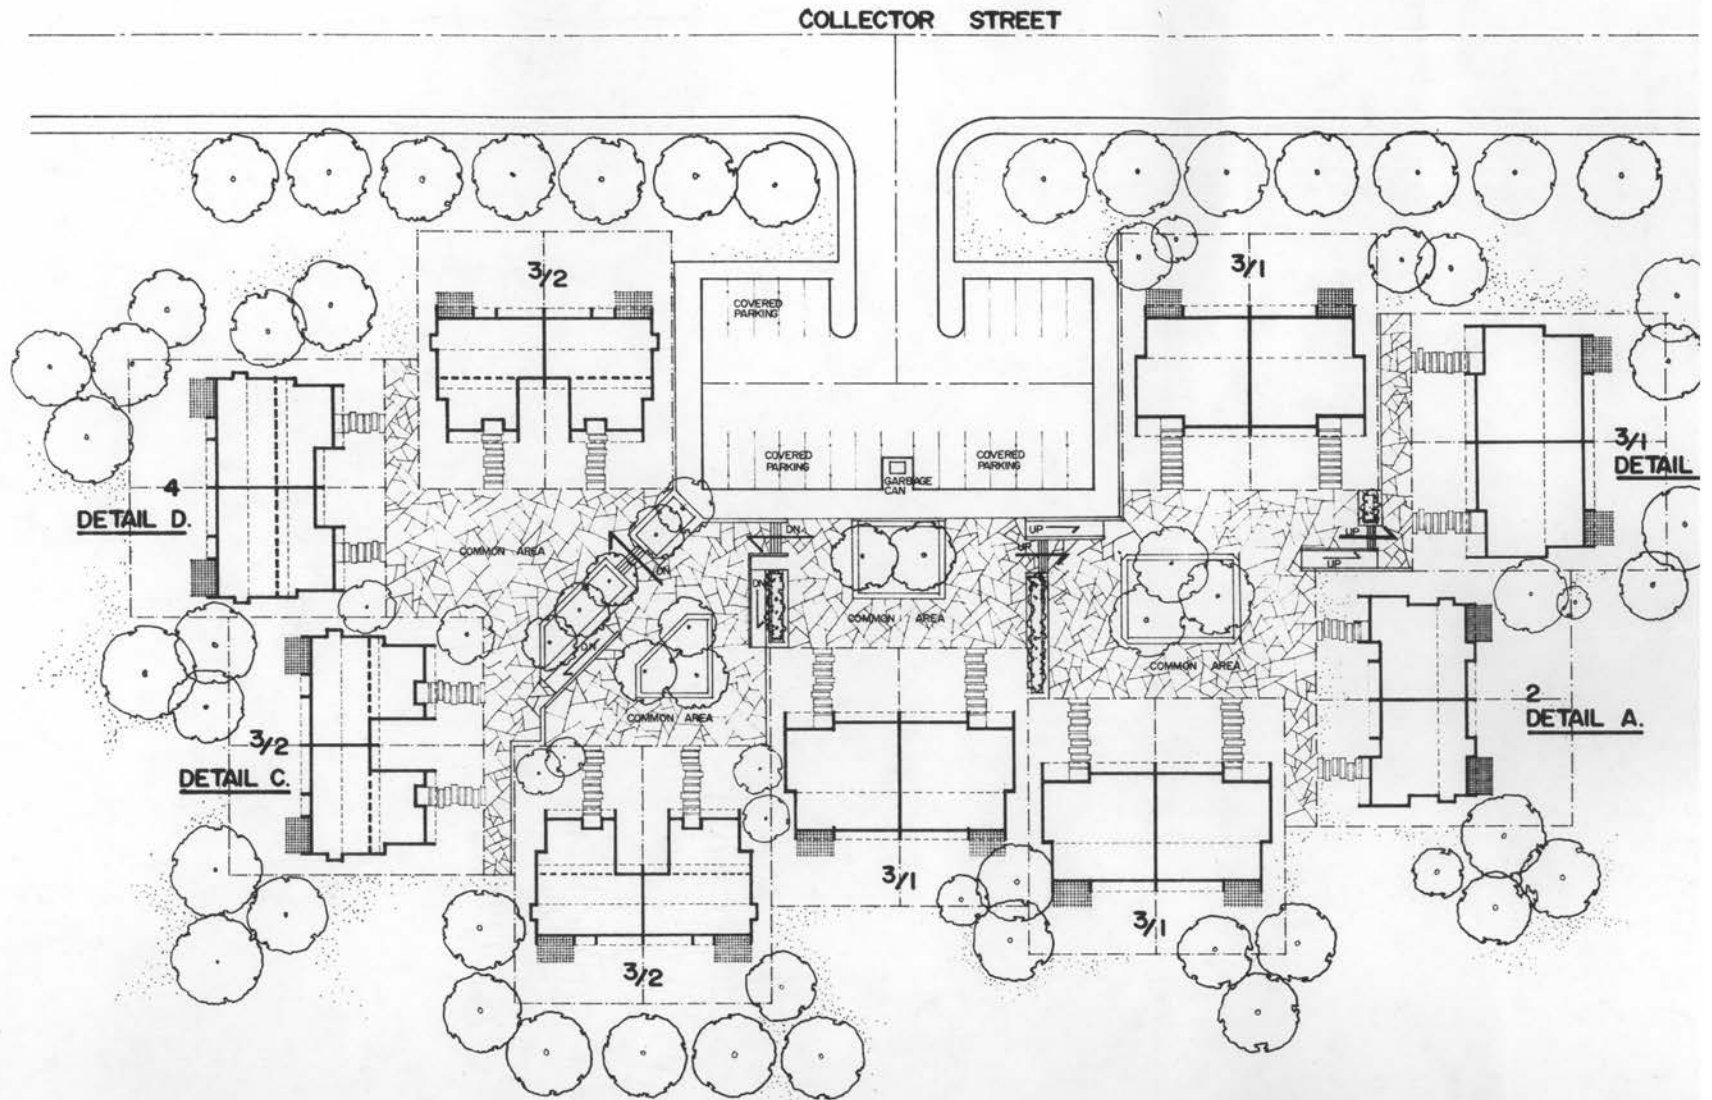 COLLECTOR STREET
3/2
3/1
COVERED
PARKING
3/1
DETAIL
COVERED
PARKING
COVERED
PARKING
GARBAGE
CAN
4
DETAIL D.
COMMON AREA
DN
UP
UP
UP
UP
DN
DN
COMMON AREA
DN
COMMON AREA
COMMON AREA
2
DETAIL A.
3/2
DETAIL C.
3/1
3/1
3/2